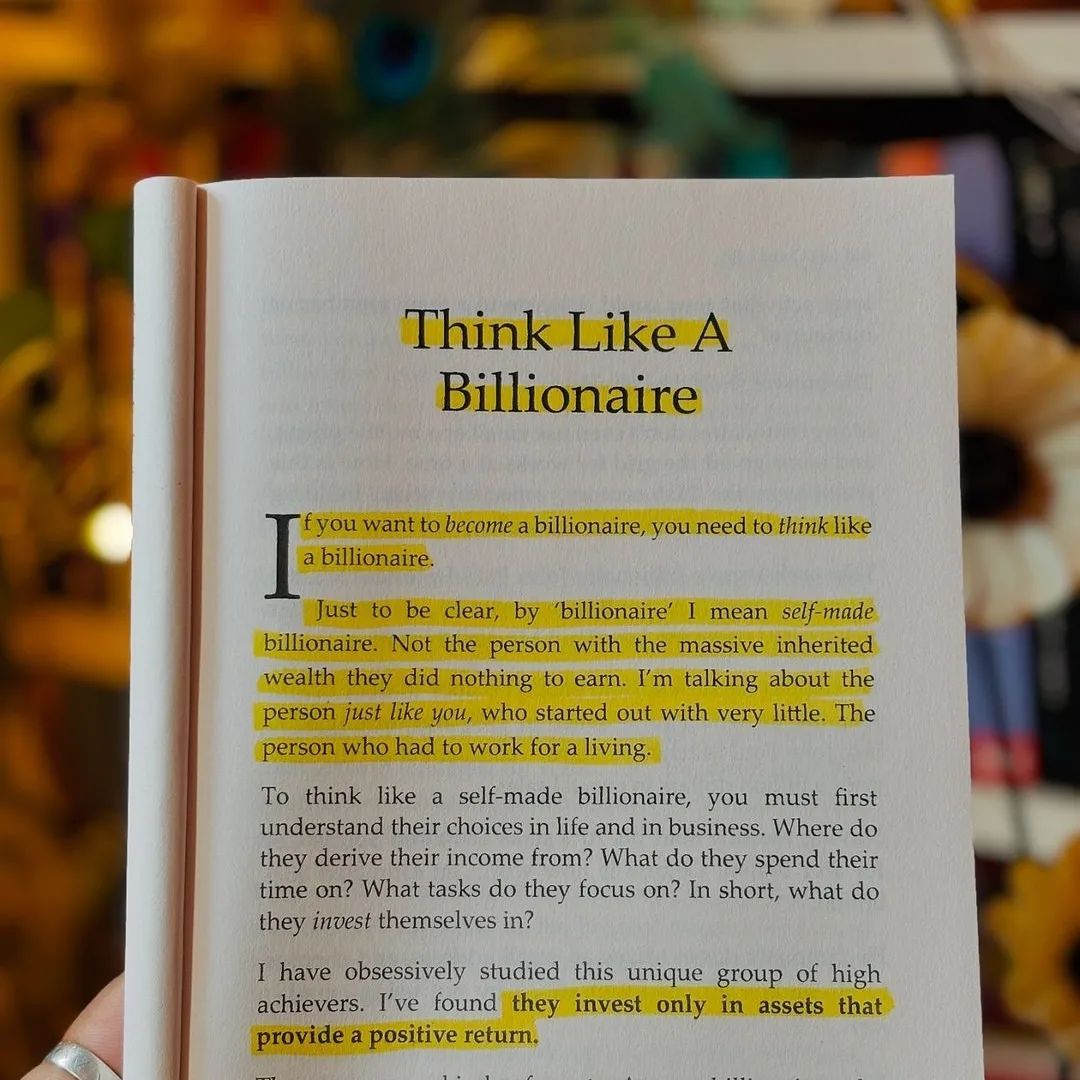 Think Like A
Billionaire
If you want to become a billionaire, you need to think like
a billionaire.
Just to be clear, by ‘billionaire’ I mean self-made
billionaire. Not the person with the massive inherited
wealth they did nothing to earn. I’m talking about the
person just like you, who started out with very little. The
person who had to work for a living.
To think like a self-made billionaire, you must first
understand their choices in life and in business. Where do
they derive their income from? What do they spend their
time on? What tasks do they focus on? In short, what do
they invest themselves in?
I have obsessively studied this unique group of high
achievers. I’ve found they invest only in assets that
provide a positive return.